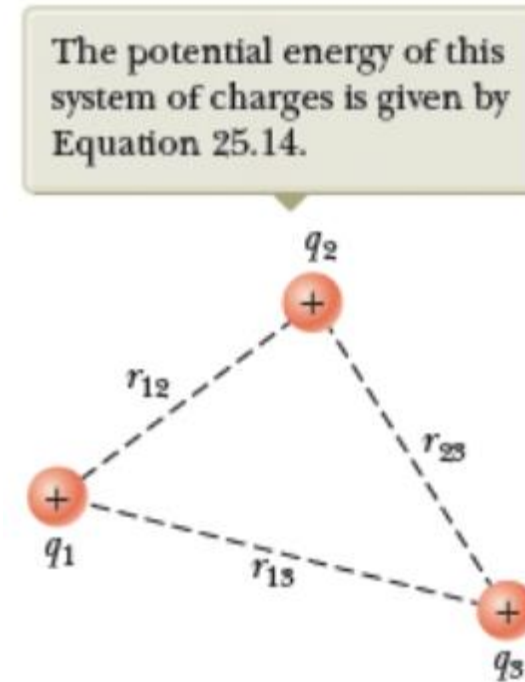 The potential energy of this
system of charges is given by
Equation 25.14.
q2
+
r12
r23
+
q1
r13
+
q3